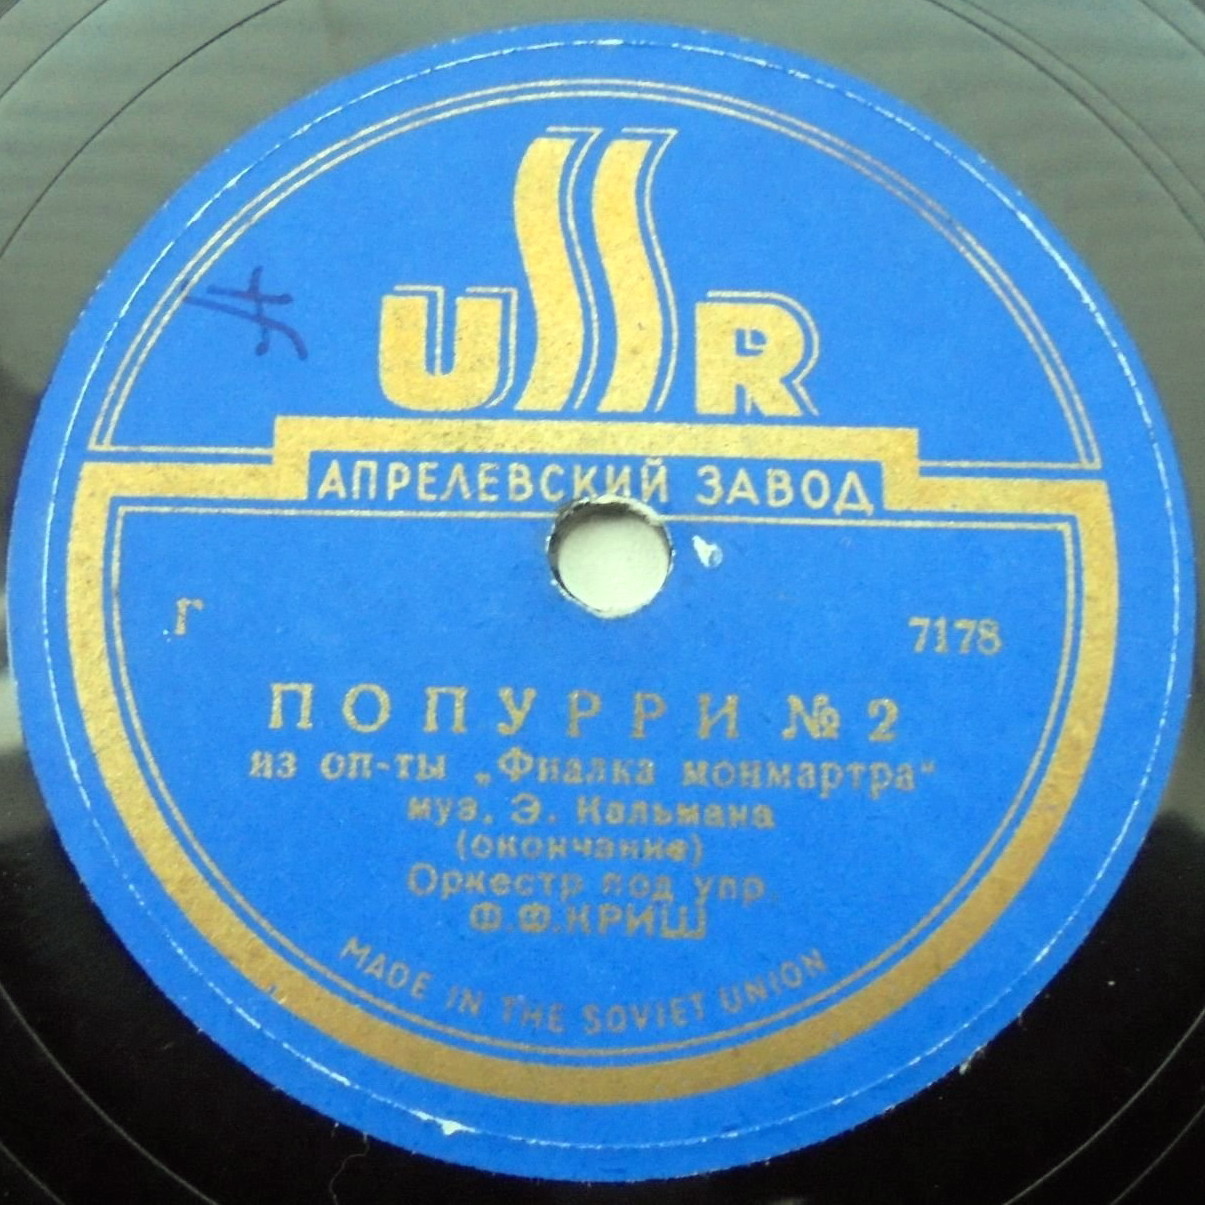 USSR
АПРЕЛЕВСКИЙ ЗАВОД
Г 7178
ПОПУРРИ № 2
из оп-ты „Фиалка монмартра“
муз. Э. Кальмана
(окончание)
Оркестр под упр.
Ф.Ф.КРИШ
MADE IN THE SOVIET UNION